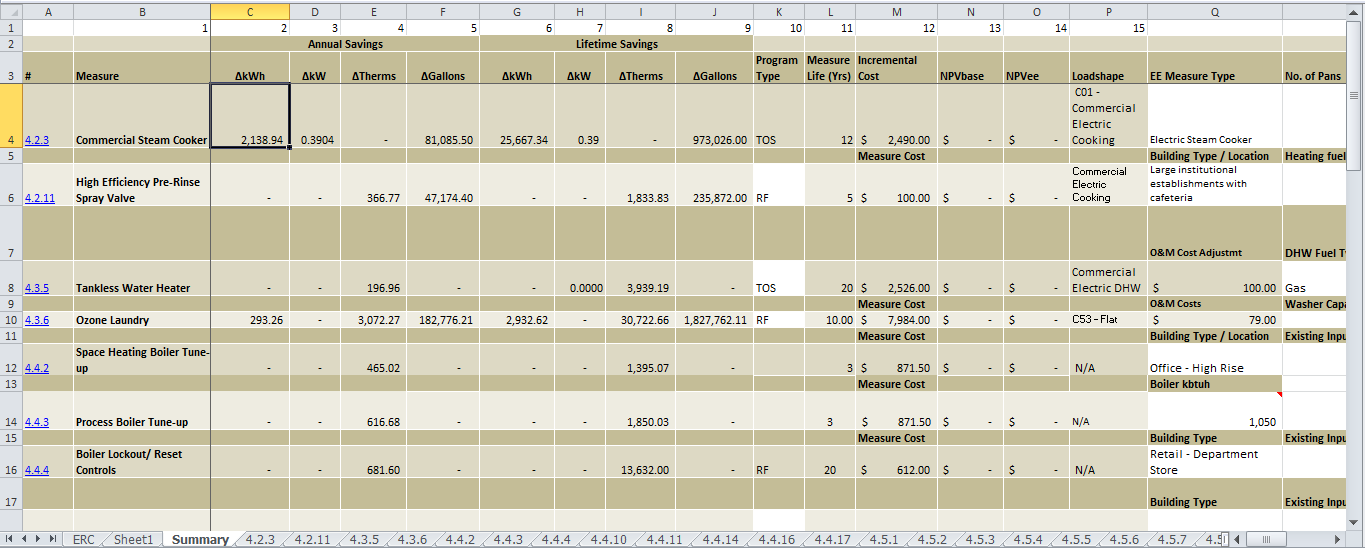 A B C D E F G H I J K L M N O P Q
1 1 2 3 4 5 6 7 8 9 10 11 12 13 14 15
2 Annual Savings Lifetime Savings
Program Measure Incremental
3 # Measure ΔkWh ΔkW ΔTherms ΔGallons ΔkWh ΔkW ΔTherms ΔGallons Type Life (Yrs) Cost NPVbase NPVee Loadshape EE Measure Type No. of Pans
C01 -
Commercial
Electric
4 4.2.3 Commercial Steam Cooker 2,138.94 0.3904 - 81,085.50 25,667.34 0.39 - 973,026.00 TOS 12 $ 2,490.00 $ - $ - Cooking Electric Steam Cooker
5 Measure Cost Building Type / Location Heating fuel
Commercial Large institutional
High Efficiency Pre-Rinse Electric establishments with
6 4.2.11 Spray Valve - - 366.77 47,174.40 - - 1,833.83 235,872.00 RF 5 $ 100.00 $ - $ - Cooking cafeteria
7 O&M Cost Adjustmt DHW Fuel T
Commercial
8 4.3.5 Tankless Water Heater - - 196.96 - - 0.0000 3,939.19 - TOS 20 $ 2,526.00 $ - $ - Electric DHW $ 100.00 Gas
9 Measure Cost O&M Costs Washer Capa
10 4.3.6 Ozone Laundry 293.26 - 3,072.27 182,776.21 2,932.62 - 30,722.66 1,827,762.11 RF 10.00 $ 7,984.00 $ - $ - C53 - Flat $ 79.00
11 Measure Cost Building Type / Location Existing Inpu
Space Heating Boiler Tune-
12 4.4.2 up - - 465.02 - - - 1,395.07 - 3 $ 871.50 $ - $ - N/A Office - High Rise
13 Measure Cost Boiler kbtuh
14 4.4.3 Process Boiler Tune-up - - 616.68 - - - 1,850.03 - 3 $ 871.50 $ - $ - N/A 1,050
15 Measure Cost Building Type Existing Inpu
Boiler Lockout/ Reset Retail - Department
16 4.4.4 Controls - - 681.60 - - - 13,632.00 - RF 20 $ 612.00 $ - $ - N/A Store
17 Building Type Existing Inpu
ERC Sheet1 Summary 4.2.3 4.2.11 4.3.5 4.3.6 4.4.2 4.4.3 4.4.4 4.4.10 4.4.11 4.4.14 4.4.16 4.4.17 4.5.1 4.5.2 4.5.3 4.5.4 4.5.5 4.5.6 4.5.7